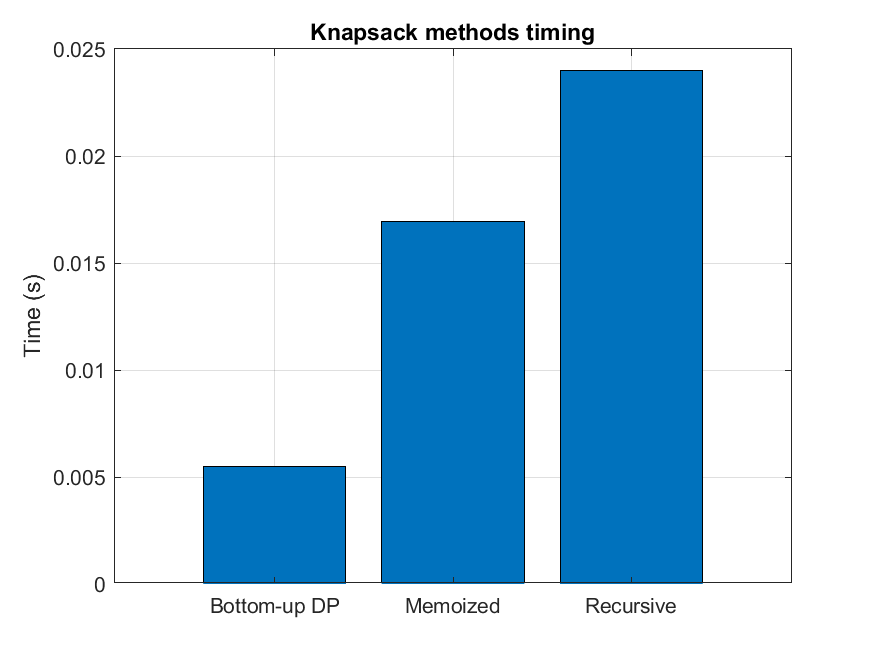 Knapsack methods timing
0.025
0.02
0.015
0.01
0.005
0
Time (s)
Bottom-up DP
Memoized
Recursive